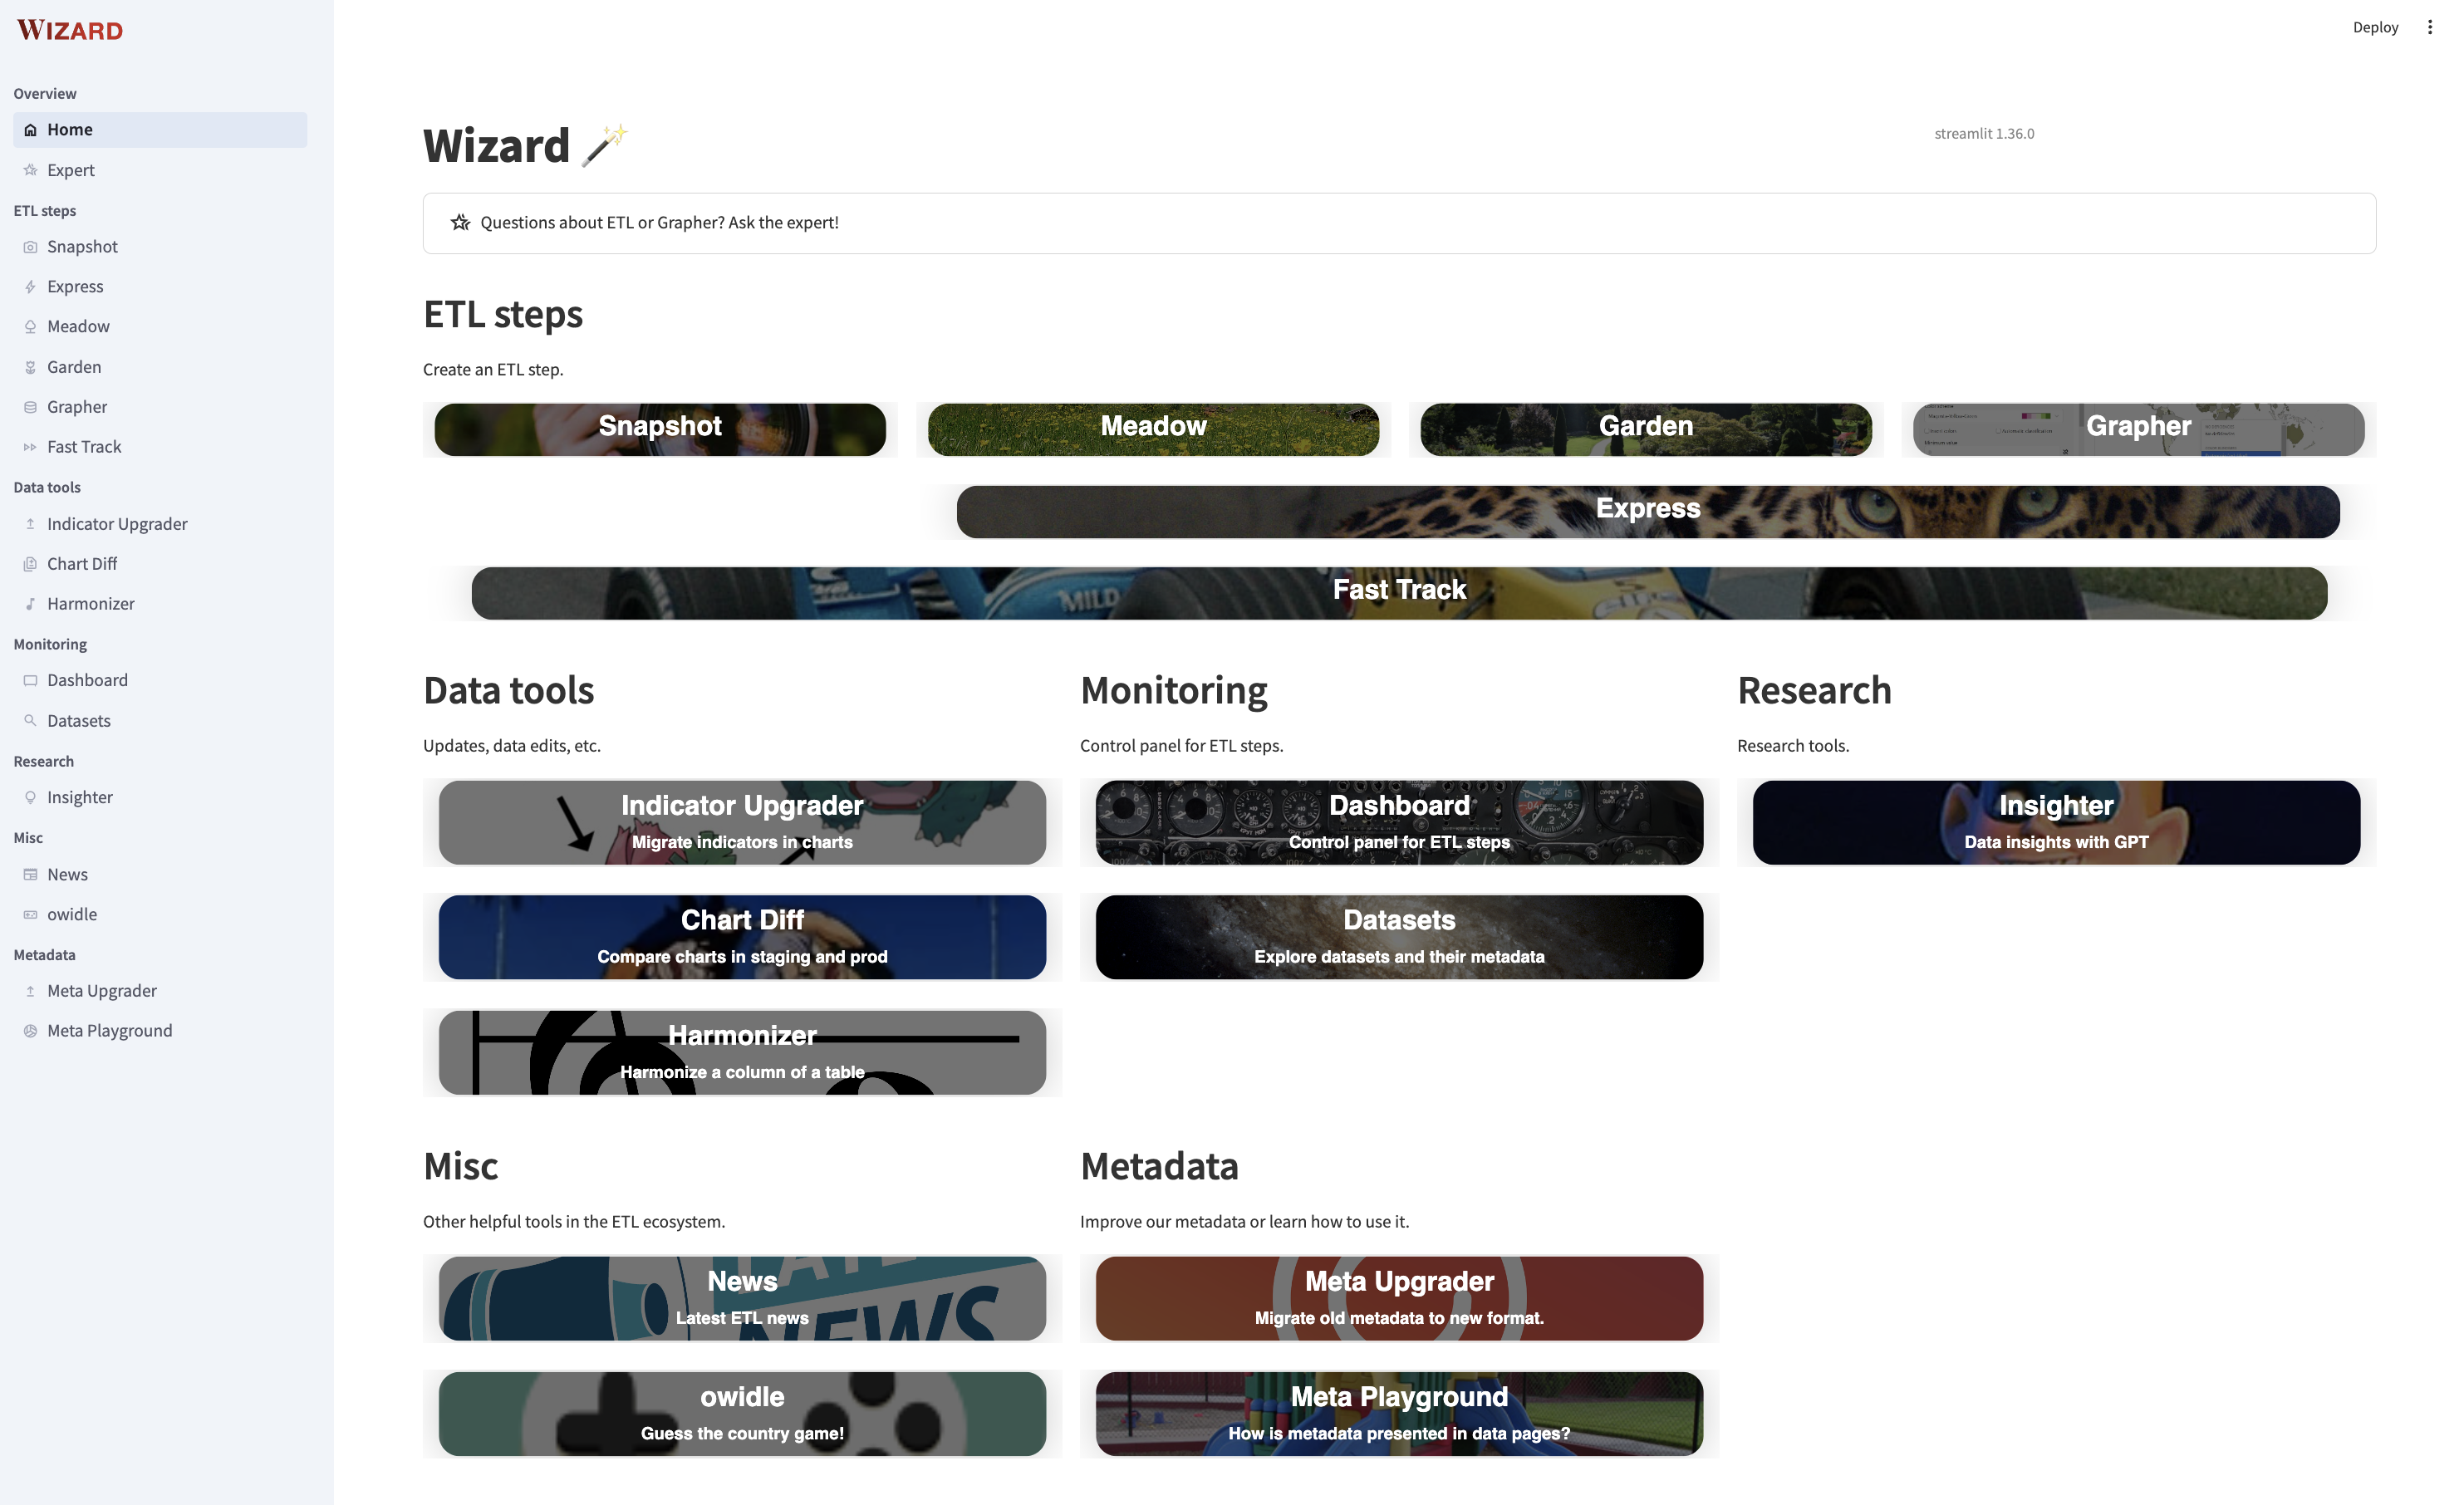 WIZARD
Overview
Home
Expert
ETL steps
Snapshot
Express
Meadow
Garden
Grapher
Fast Track
Data tools
Indicator Upgrader
Chart Diff
Harmonizer
Monitoring
Dashboard
Datasets
Research
Insighter
Misc
News
owidle
Metadata
Meta Upgrader
Meta Playground
Deploy
Wizard
streamlit 1.36.0
Questions about ETL or Grapher? Ask the expert!
ETL steps
Create an ETL step.
Snapshot
Meadow
Garden
Grapher
Express
MILD
Fast Track
Data tools
Updates, data edits, etc.
Indicator Upgrader
Migrate indicators in charts
Chart Diff
Compare charts in staging and prod
Harmonizer
Harmonize a column of a table
Monitoring
Control panel for ETL steps.
Dashboard
Control panel for ETL steps
Datasets
Explore datasets and their metadata
Research
Research tools.
Insighter
Data insights with GPT
Misc
Other helpful tools in the ETL ecosystem.
News
Latest ETL news
NEWS
owidle
Guess the country game!
Metadata
Improve our metadata or learn how to use it.
Meta Upgrader
Migrate old metadata to new format.
Meta Playground
How is metadata presented in data pages?